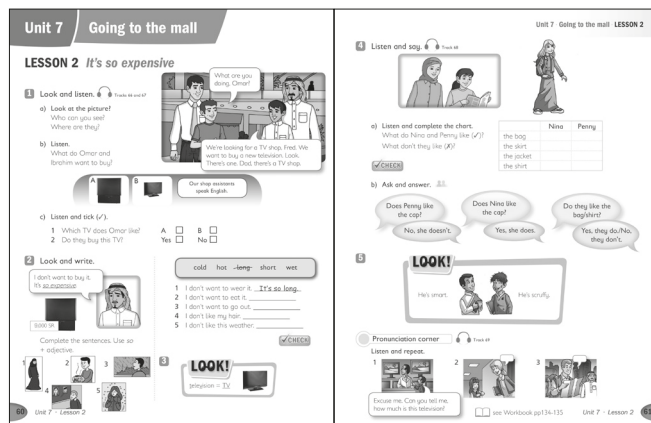 Unit 7
Going to the mall
LESSON 2 It's so expensive
1 Look and listen.
Tracks 66 and 67
a) Look at the picture!
Who can you see?
Where are they?
b) Listen.
What do Omar and
Ibrahim want to buy?
What are you
doing, Omar?
We're looking for a TV shop, Fred. We
want to buy a new television. Look.
There's one. Dad, there's a TV shop.
A
B
Our shop assistants
speak English.
c) Listen and tick (✓).
1 Which TV does Omar like? A B
2 Do they buy this TV? Yes No
2 Look and write.
I don't want to buy it.
It's so expensive.
9,000 SR
Complete the sentences. Use so
+ adjective.
1
2
3
4
5
cold hot long short wet
1 I don't want to wear it. It's so long.
2 I don't want to eat it.
3 I don't want to go out.
4 I don't like my hair.
5 I don't like this weather.
✓CHECK
3
LOOK!
television = TV
60 Unit 7 · Lesson 2
Unit 7 · Going to the mall · LESSON 2
4 Listen and say.
Track 68
a) Listen and complete the chart.
What do Nina and Penny like (✓)?
What don't they like (✗)?
✓CHECK
Nina Penny
the bag
the skirt
the jacket
the shirt
b) Ask and answer.
Does Penny like
the cap?
No, she doesn't.
Does Nina like
the cap?
Yes, she does.
Do they like the
bag/shirt?
Yes, they do./No,
they don't.
5
LOOK!
He's smart.
He's scruffy.
Pronunciation corner
Track 69
Listen and repeat.
1
2
3
Excuse me. Can you tell me,
how much is this television?
see Workbook pp134-135
Unit 7 · Lesson 2 61